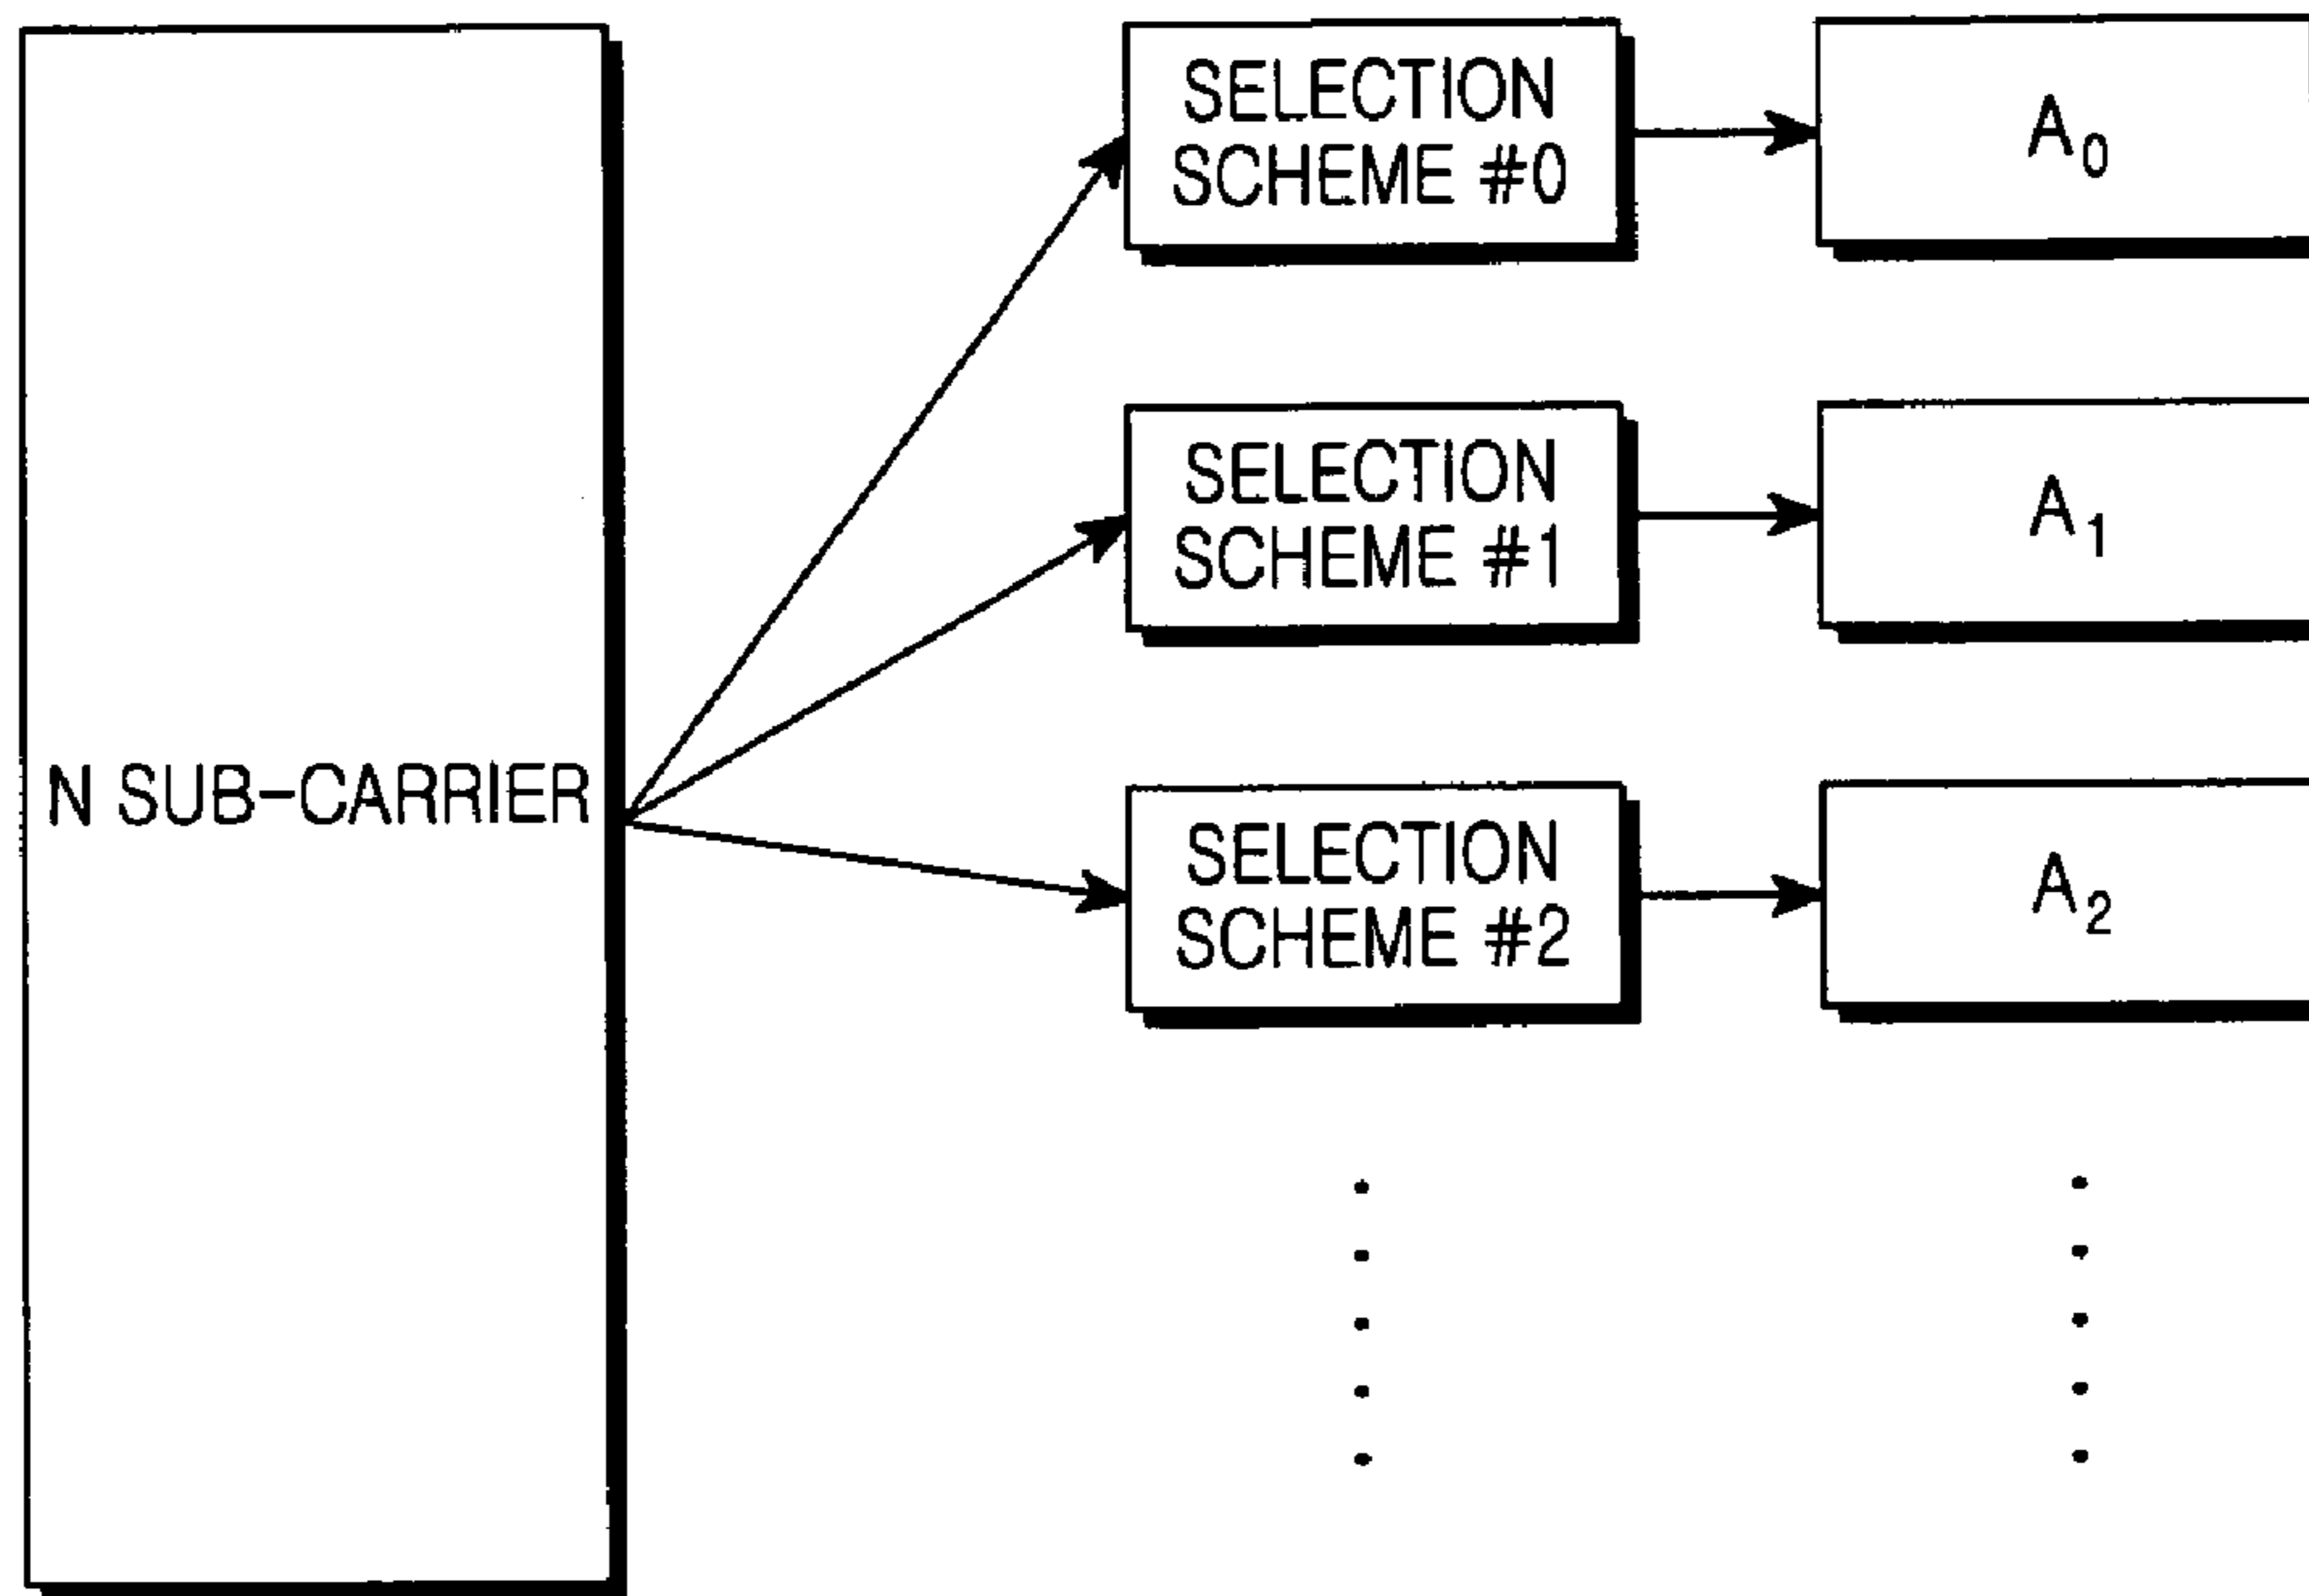 SELECTION
SCHEME #0
A₀
SELECTION
SCHEME #1
A₁
N SUB-CARRIER
SELECTION
SCHEME #2
A₂